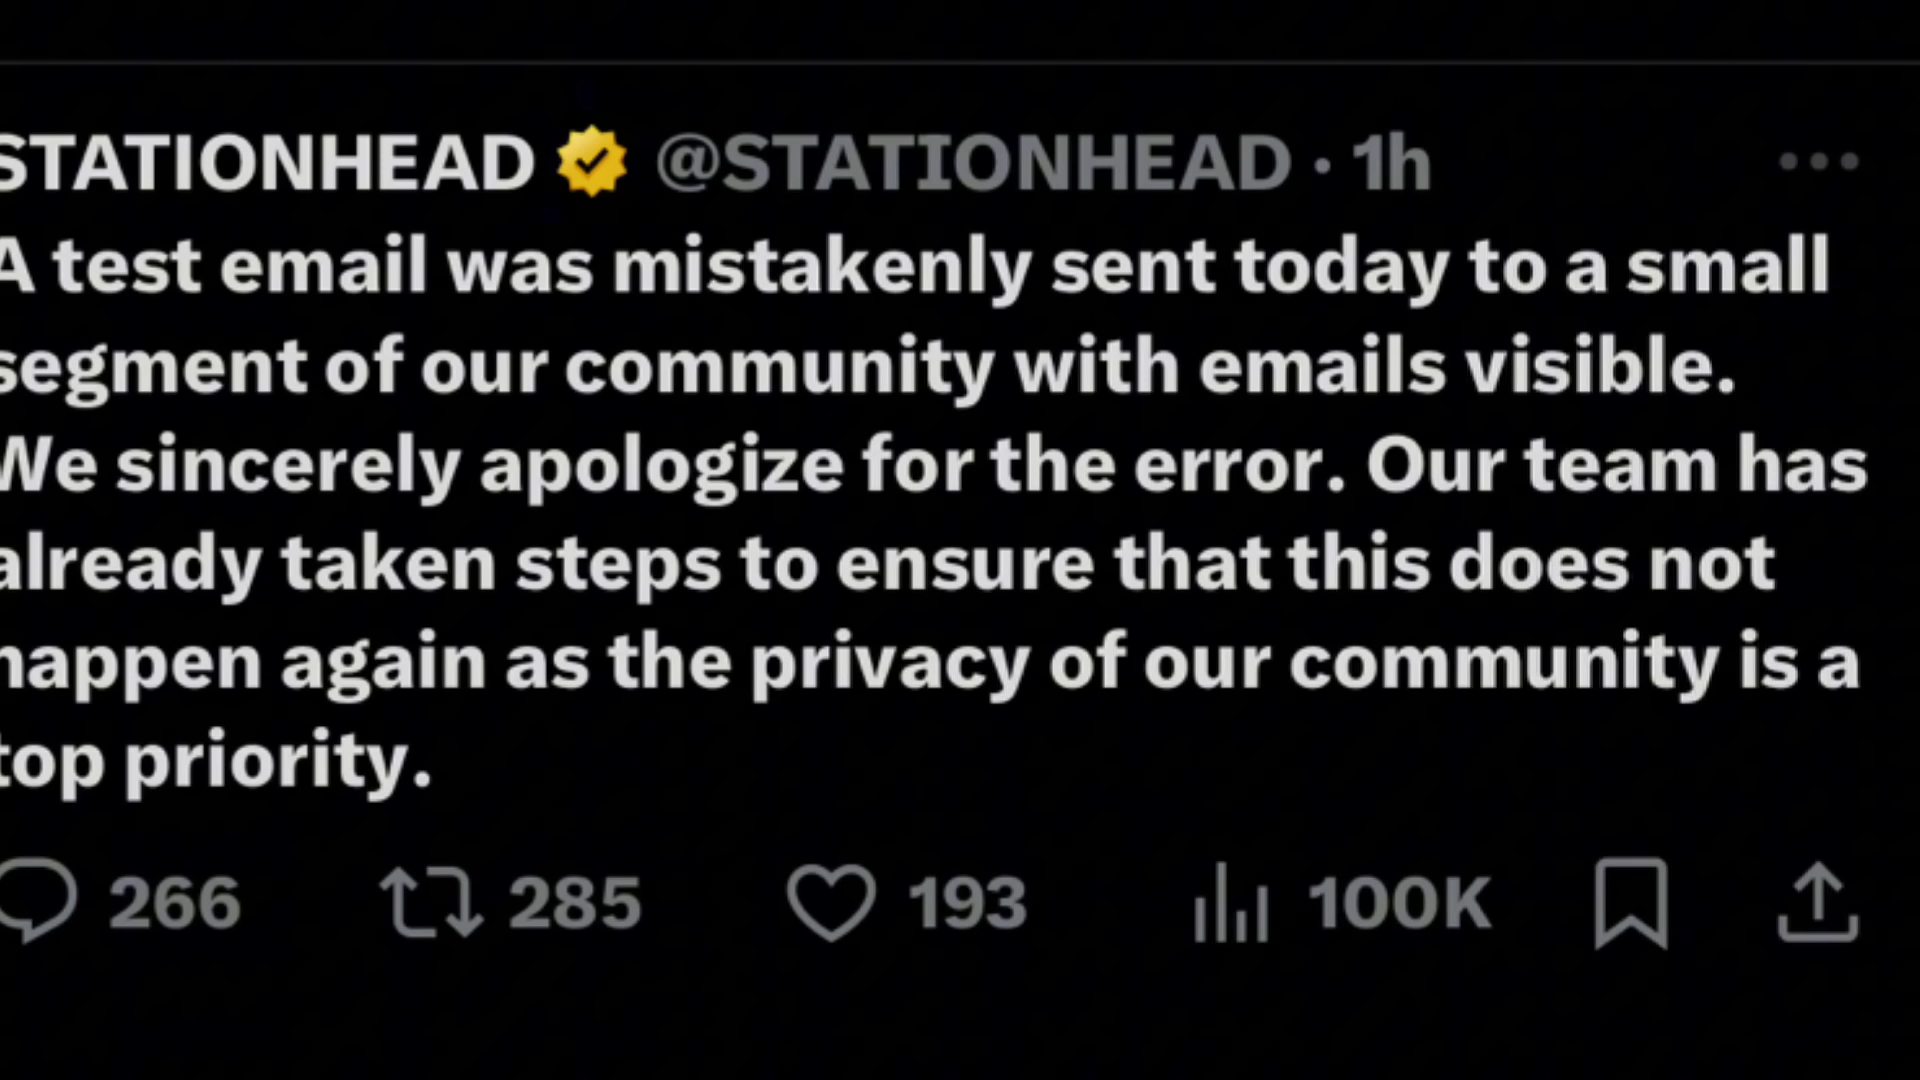 STATIONHEAD @STATIONHEAD · 1h
A test email was mistakenly sent today to a small
segment of our community with emails visible.
We sincerely apologize for the error. Our team has
already taken steps to ensure that this does not
happen again as the privacy of our community is a
top priority.
266 285 193 100K